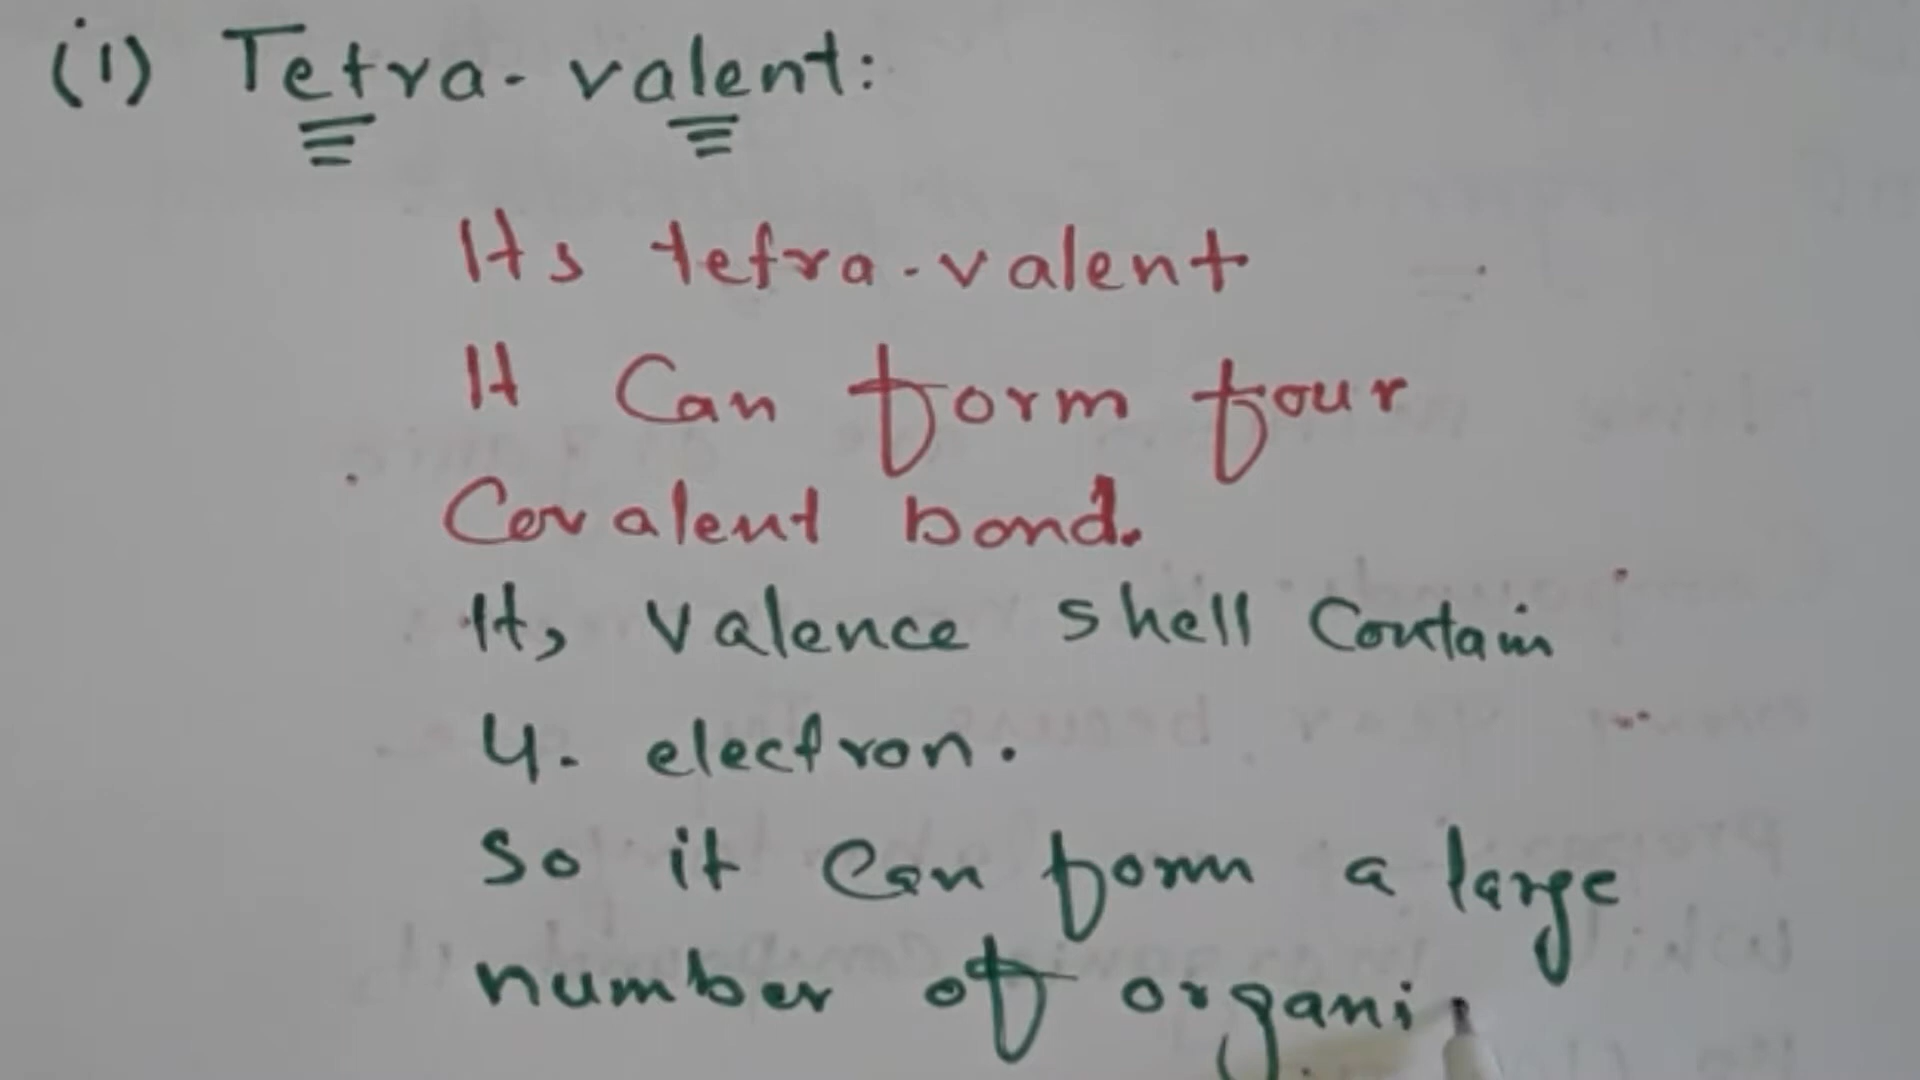 (i) Tetra-valent:
Its tetra-valent
It Can form four
Covalent bond.
Its Valence shell Contain
4. electron.
So it Can form a large
number of organi